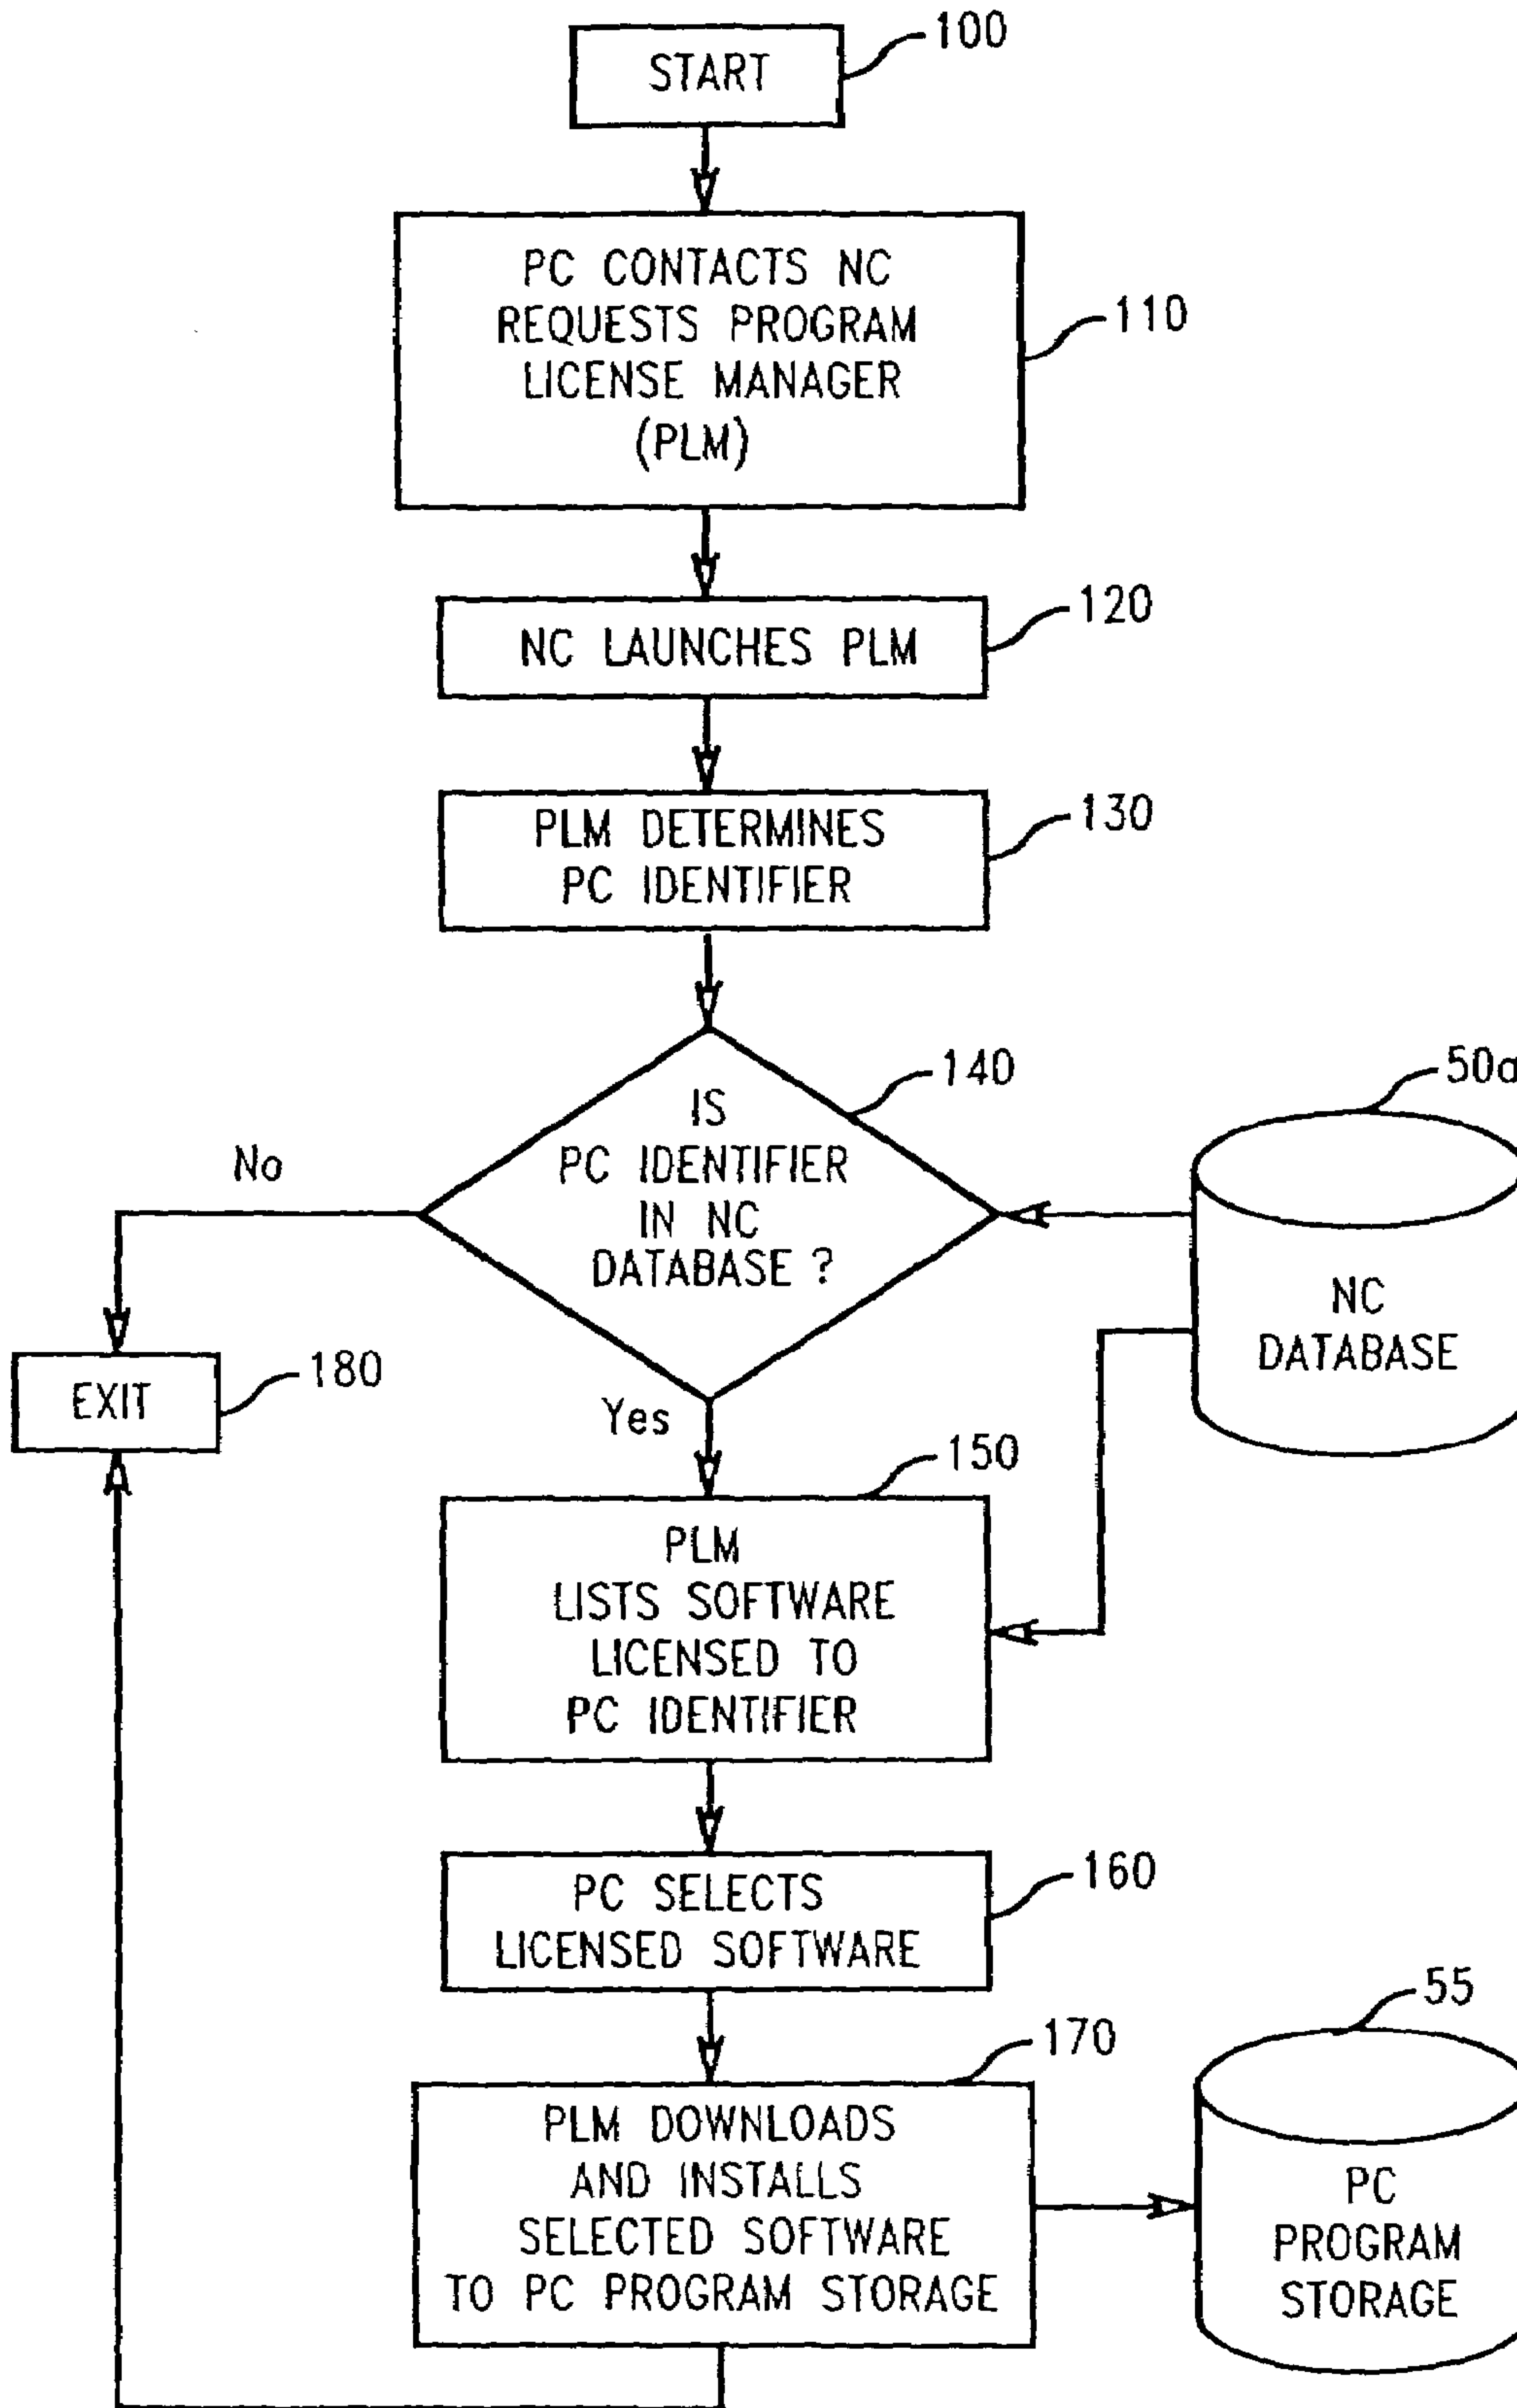 START
100
PC CONTACTS NC
REQUESTS PROGRAM
LICENSE MANAGER
(PLM)
110
NC LAUNCHES PLM
120
PLM DETERMINES
PC IDENTIFIER
130
IS
PC IDENTIFIER
IN NC
DATABASE ?
140
No
Yes
50a
NC
DATABASE
EXIT
180
PLM
LISTS SOFTWARE
LICENSED TO
PC IDENTIFIER
150
PC SELECTS
LICENSED SOFTWARE
160
PLM DOWNLOADS
AND INSTALLS
SELECTED SOFTWARE
TO PC PROGRAM STORAGE
170
55
PC
PROGRAM
STORAGE